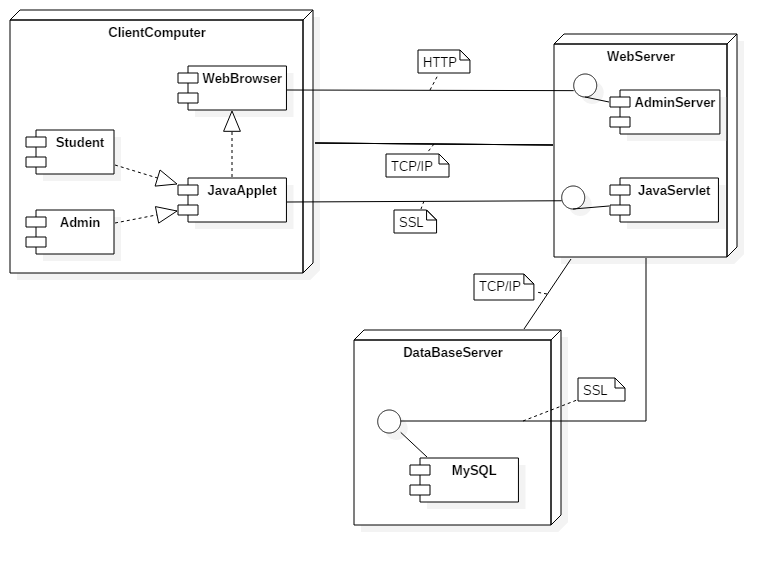 ClientComputer
WebBrowser
Student
JavaApplet
Admin
HTTP
TCP/IP
SSL
WebServer
AdminServer
JavaServlet
TCP/IP
DataBaseServer
SSL
MySQL